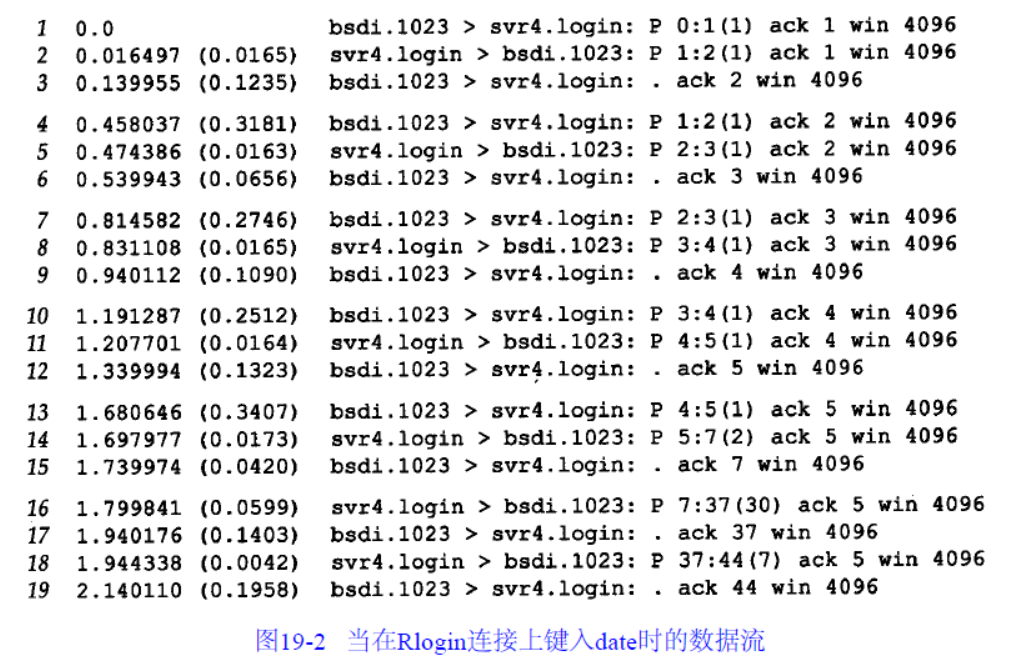 1 0.0 bsdi.1023 > svr4.login: P 0:1(1) ack 1 win 4096
2 0.016497 (0.0165) svr4.login > bsdi.1023: P 1:2(1) ack 1 win 4096
3 0.139955 (0.1235) bsdi.1023 > svr4.login: . ack 2 win 4096
4 0.458037 (0.3181) bsdi.1023 > svr4.login: P 1:2(1) ack 2 win 4096
5 0.474386 (0.0163) svr4.login > bsdi.1023: P 2:3(1) ack 2 win 4096
6 0.539943 (0.0656) bsdi.1023 > svr4.login: . ack 3 win 4096
7 0.814582 (0.2746) bsdi.1023 > svr4.login: P 2:3(1) ack 3 win 4096
8 0.831108 (0.0165) svr4.login > bsdi.1023: P 3:4(1) ack 3 win 4096
9 0.940112 (0.1090) bsdi.1023 > svr4.login: . ack 4 win 4096
10 1.191287 (0.2512) bsdi.1023 > svr4.login: P 3:4(1) ack 4 win 4096
11 1.207701 (0.0164) svr4.login > bsdi.1023: P 4:5(1) ack 4 win 4096
12 1.339994 (0.1323) bsdi.1023 > svr4.login: . ack 5 win 4096
13 1.680646 (0.3407) bsdi.1023 > svr4.login: P 4:5(1) ack 5 win 4096
14 1.697977 (0.0173) svr4.login > bsdi.1023: P 5:7(2) ack 5 win 4096
15 1.739974 (0.0420) bsdi.1023 > svr4.login: . ack 7 win 4096
16 1.799841 (0.0599) svr4.login > bsdi.1023: P 7:37(30) ack 5 win 4096
17 1.940176 (0.1403) bsdi.1023 > svr4.login: . ack 37 win 4096
18 1.944338 (0.0042) svr4.login > bsdi.1023: P 37:44(7) ack 5 win 4096
19 2.140110 (0.1958) bsdi.1023 > svr4.login: . ack 44 win 4096
图19-2 当在Rlogin连接上键入date时的数据流